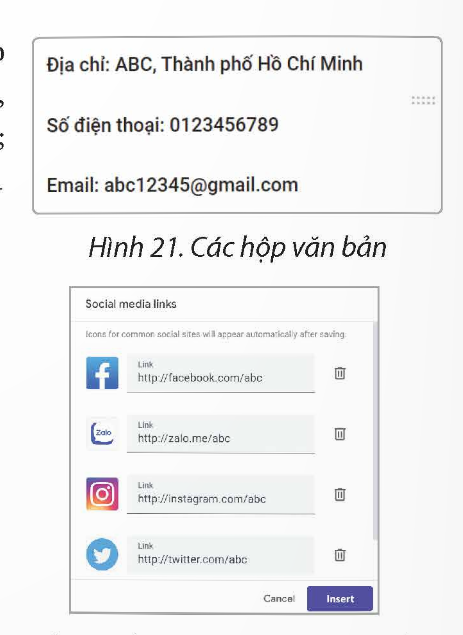 Địa chỉ: ABC, Thành phố Hồ Chí Minh
Số điện thoại: 0123456789
Email: abc12345@gmail.com
Hình 21. Các hộp văn bản
Social media links
Icons for common social sites will appear automatically after saving.
Link
http://facebook.com/abc
Zalo
Link
http://zalo.me/abc
Link
http://instagram.com/abc
Link
http://twitter.com/abc
Cancel
Insert